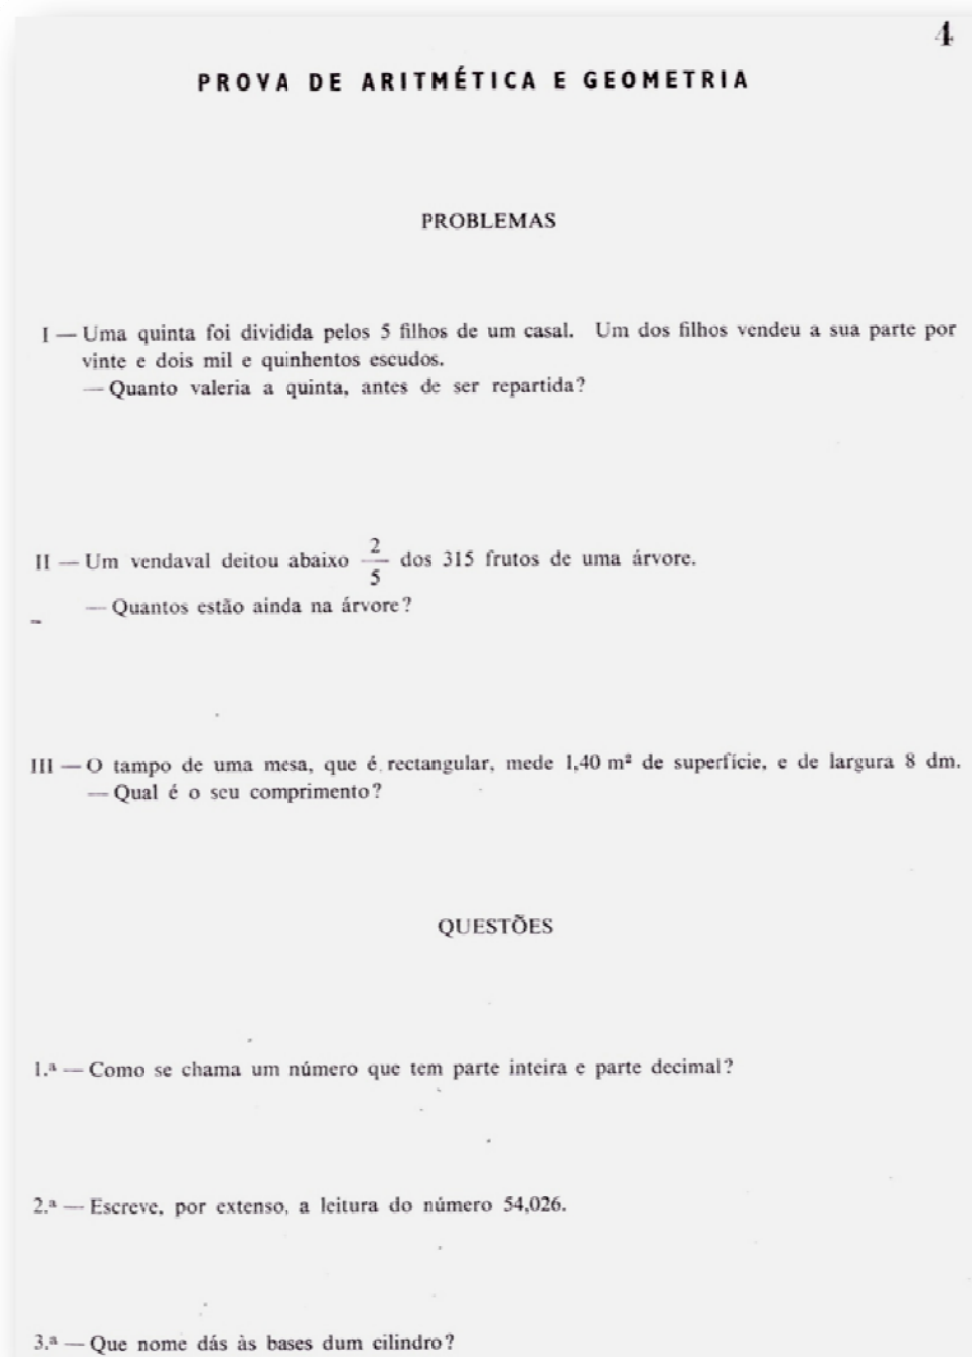 4
PROVA DE ARITMÉTICA E GEOMETRIA
PROBLEMAS
I — Uma quinta foi dividida pelos 5 filhos de um casal. Um dos filhos vendeu a sua parte por
vinte e dois mil e quinhentos escudos.
— Quanto valeria a quinta, antes de ser repartida?
II — Um vendaval deitou abaixo 2/5 dos 315 frutos de uma árvore.
— Quantos estão ainda na árvore?
III — O tampo de uma mesa, que é rectangular, mede 1,40 m² de superfície, e de largura 8 dm.
— Qual é o seu comprimento?
QUESTÕES
1.ª — Como se chama um número que tem parte inteira e parte decimal?
2.ª — Escreve, por extenso, a leitura do número 54,026.
3.ª — Que nome dás às bases dum cilindro?